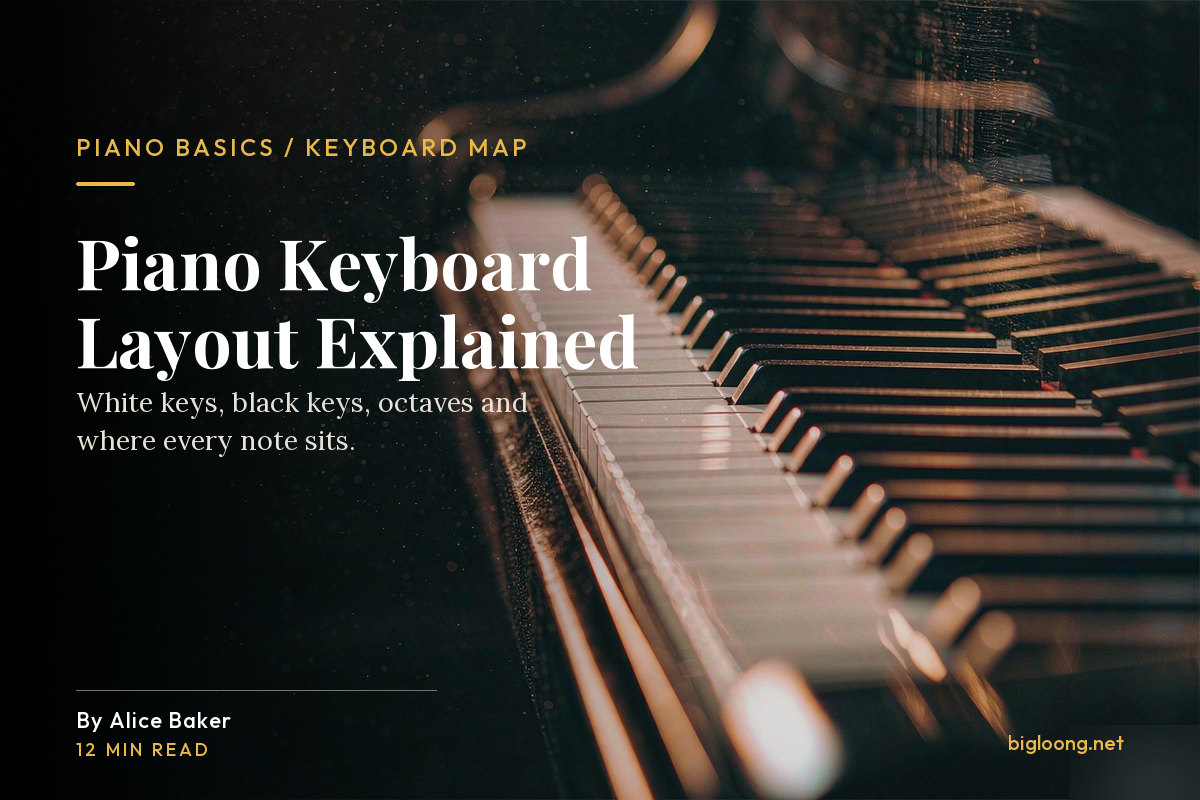 PIANO BASICS / KEYBOARD MAP
Piano Keyboard
Layout Explained
White keys, black keys, octaves and
where every note sits.
By Alice Baker
12 MIN READ
bigloong.net